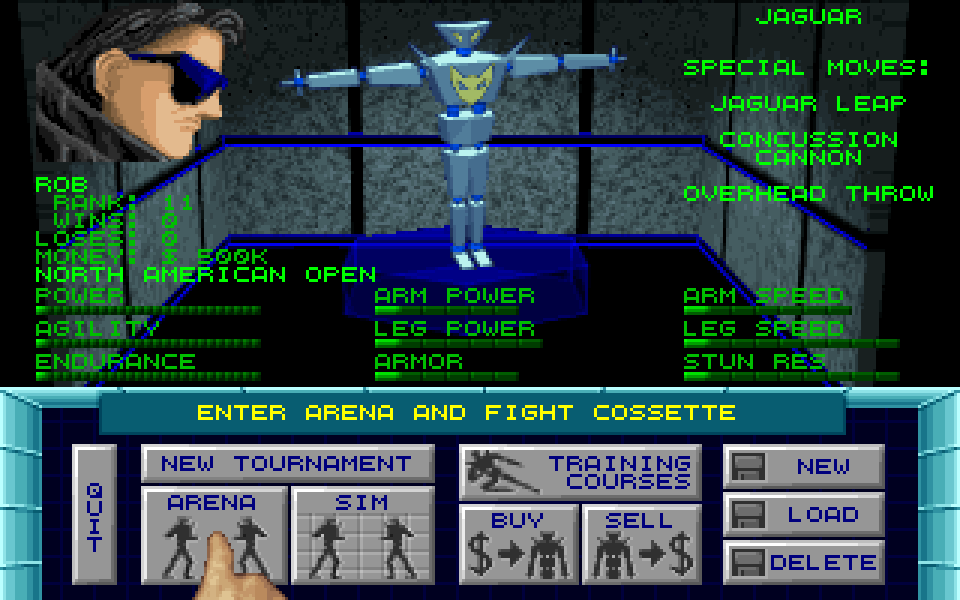 JAGUAR
SPECIAL MOVES:
JAGUAR LEAP
CONCUSSION
CANNON
OVERHEAD THROW
ROB
RANK: 11
WINS: 0
LOSES: 0
MONEY: $ 500K
NORTH AMERICAN OPEN
POWER
AGILITY
ENDURANCE
ARM POWER
LEG POWER
ARMOR
ARM SPEED
LEG SPEED
STUN RES
ENTER ARENA AND FIGHT COSSETTE
QUIT
NEW TOURNAMENT
ARENA
SIM
TRAINING
COURSES
BUY
$
SELL
$
NEW
LOAD
DELETE